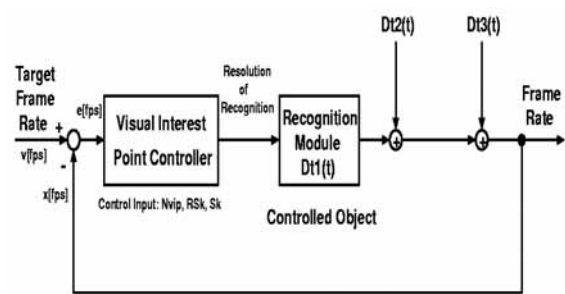 Dt2(t)
Dt3(t)
Target
Frame
Rate
+
v[fps]
-
x[fps]
e[fps]
Visual Interest
Point Controller
Control Input: Nvip, RSk, Sk
Resolution
of
Recognition
Recognition
Module
Dt1(t)
Controlled Object
+
+
Frame
Rate